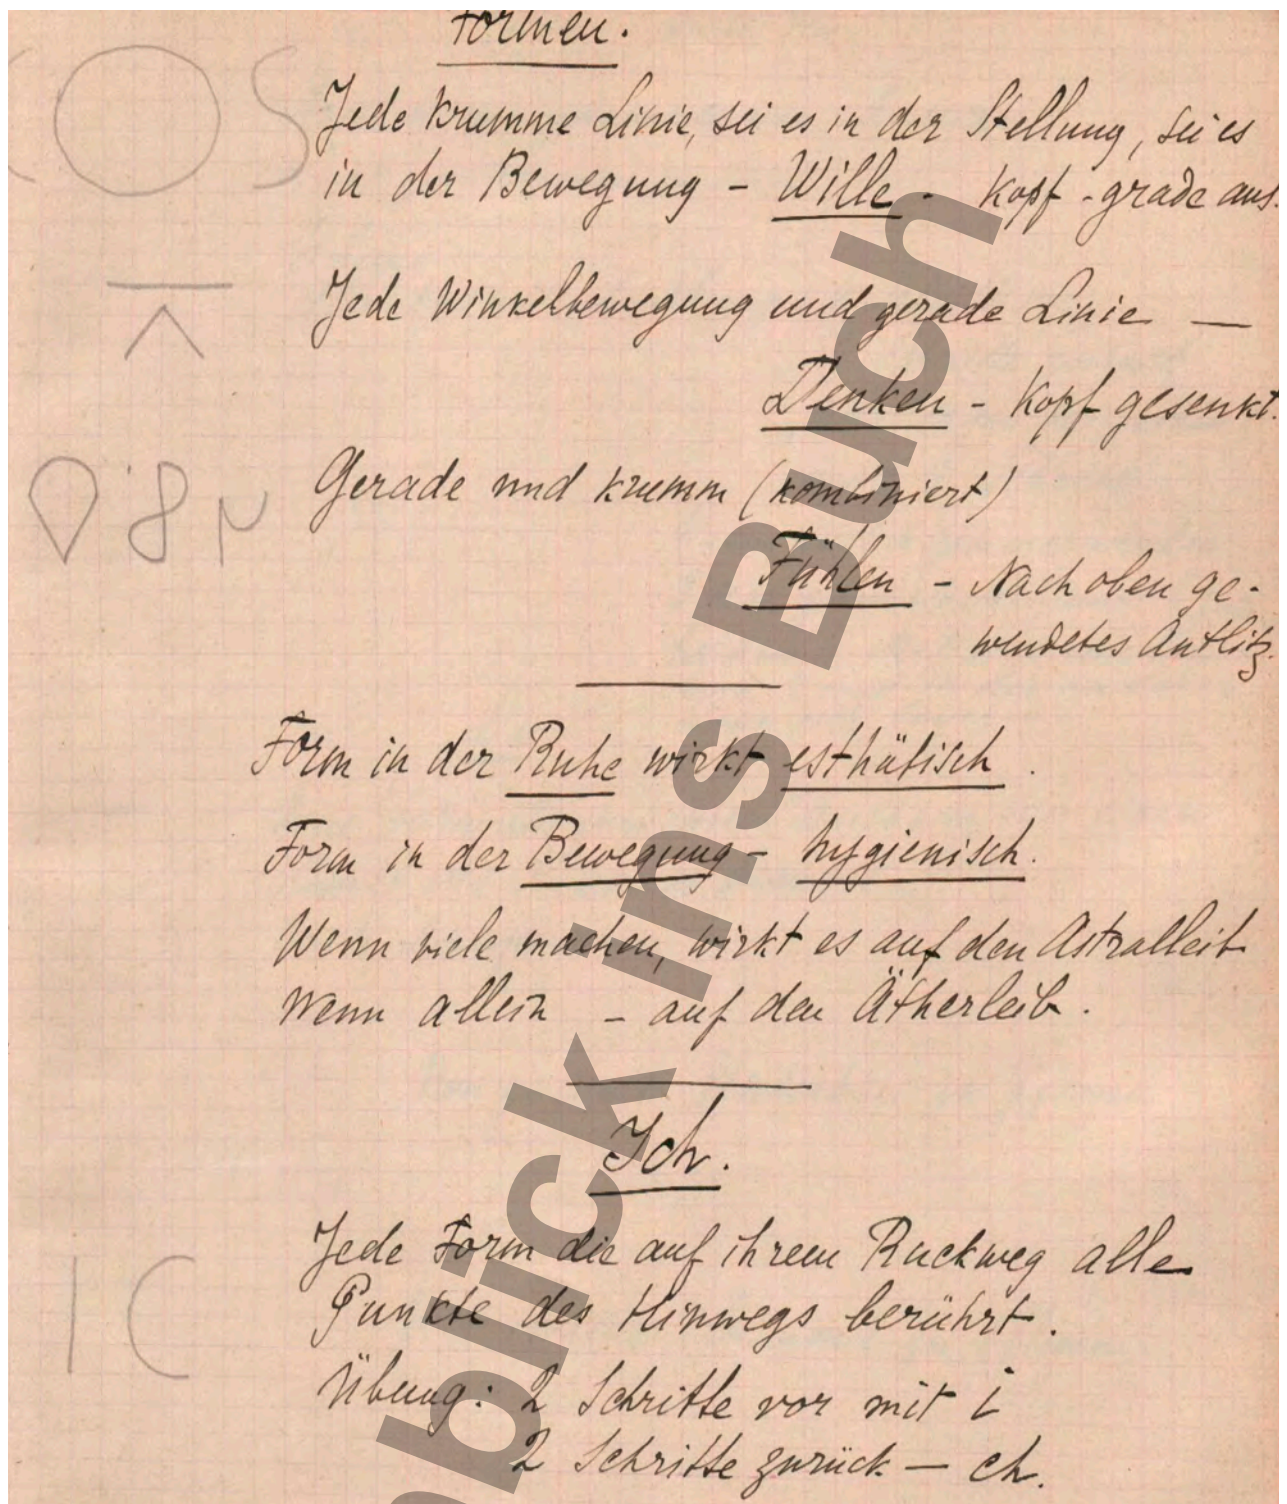 Formen.
Jede krumme Linie, sei es in der Stellung, sei es
in der Bewegung - Wille - Kopf - grade aus.
Jede Winkelbewegung und gerade Linie —
Denken - Kopf gesenkt.
Gerade und krumm (kombiniert)
Fühlen - Nach oben ge-
wendetes Antlitz.
Form in der Ruhe wirkt esthätisch.
Form in der Bewegung - hygienisch.
Wenn viele machen, wirkt es auf den Astralleib
Wenn allein - auf den Ätherleib.
Ich.
Jede Form die auf ihrem Ruckweg alle
Punkte des Hinwegs berührt.
Übung: 2 Schritte vor mit i
2 Schritte zurück — ch.
blick ins Buch